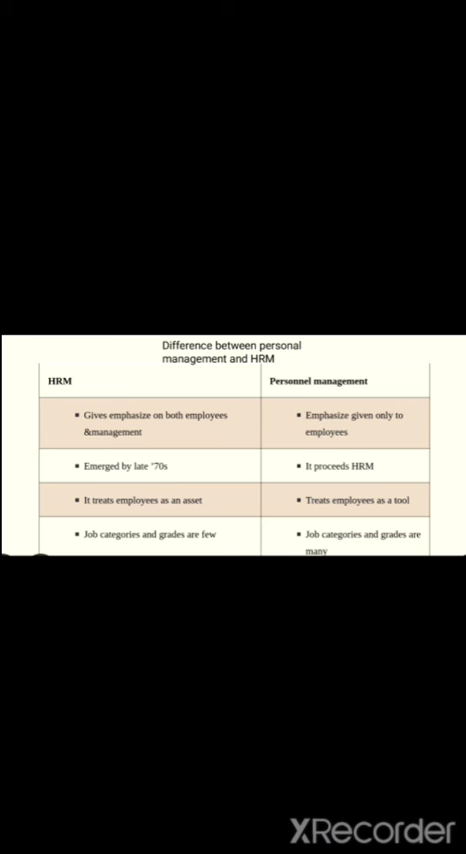 Difference between personal
management and HRM
HRM
Personnel management
▪ Gives emphasize on both employees
&management
▪ Emphasize given only to
employees
▪ Emerged by late '70s
▪ It proceeds HRM
▪ It treats employees as an asset
▪ Treats employees as a tool
▪ Job categories and grades are few
▪ Job categories and grades are
many
XRecorder